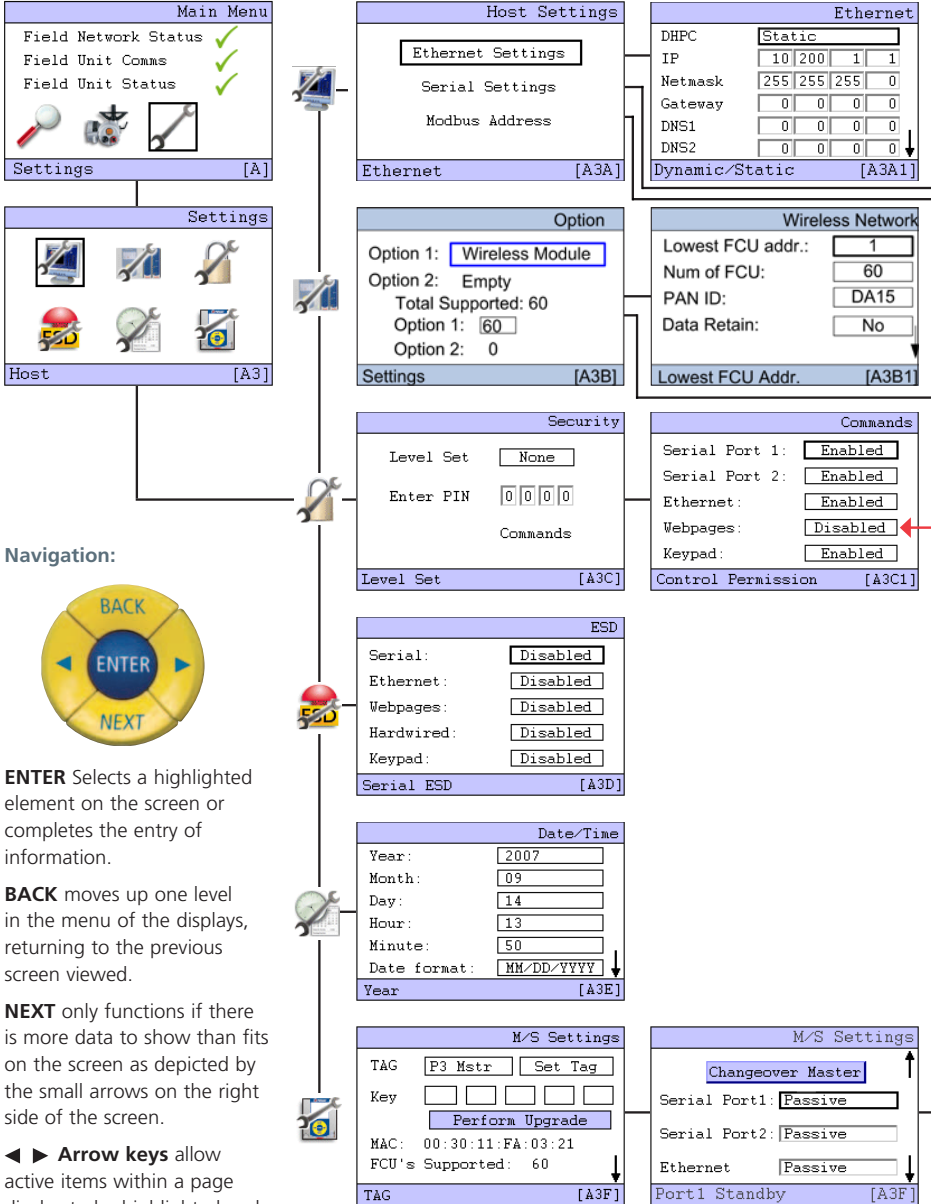 Main Menu
Field Network Status
Field Unit Comms
Field Unit Status
Settings [A]
Settings
ESD
Host [A3]
Host Settings
Ethernet Settings
Serial Settings
Modbus Address
Ethernet [A3A]
Ethernet
DHPC Static
IP 10 200 1 1
Netmask 255 255 255 0
Gateway 0 0 0 0
DNS1 0 0 0 0
DNS2 0 0 0 0
Dynamic/Static [A3A1]
Option
Option 1: Wireless Module
Option 2: Empty
Total Supported: 60
Option 1: 60
Option 2: 0
Settings [A3B]
Wireless Network
Lowest FCU addr.: 1
Num of FCU: 60
PAN ID: DA15
Data Retain: No
Lowest FCU Addr. [A3B1]
Security
Level Set None
Enter PIN 0 0 0 0
Commands
Level Set [A3C]
Commands
Serial Port 1: Enabled
Serial Port 2: Enabled
Ethernet: Enabled
Webpages: Disabled
Keypad: Enabled
Control Permission [A3C1]
ESD
ESD
Serial: Disabled
Ethernet: Disabled
Webpages: Disabled
Hardwired: Disabled
Keypad: Disabled
Serial ESD [A3D]
Date/Time
Year: 2007
Month: 09
Day: 14
Hour: 13
Minute: 50
Date format: MM/DD/YYYY
Year [A3E]
M/S Settings
TAG P3 Mstr Set Tag
Key
Perform Upgrade
MAC: 00:30:11:FA:03:21
FCU's Supported: 60
TAG [A3F]
M/S Settings
Changeover Master
Serial Port1: Passive
Serial Port2: Passive
Ethernet Passive
Port1 Standby [A3F]
Navigation:
BACK
ENTER
NEXT
ENTER Selects a highlighted
element on the screen or
completes the entry of
information.
BACK moves up one level
in the menu of the displays,
returning to the previous
screen viewed.
NEXT only functions if there
is more data to show than fits
on the screen as depicted by
the small arrows on the right
side of the screen.
◀ ▶ Arrow keys allow
active items within a page